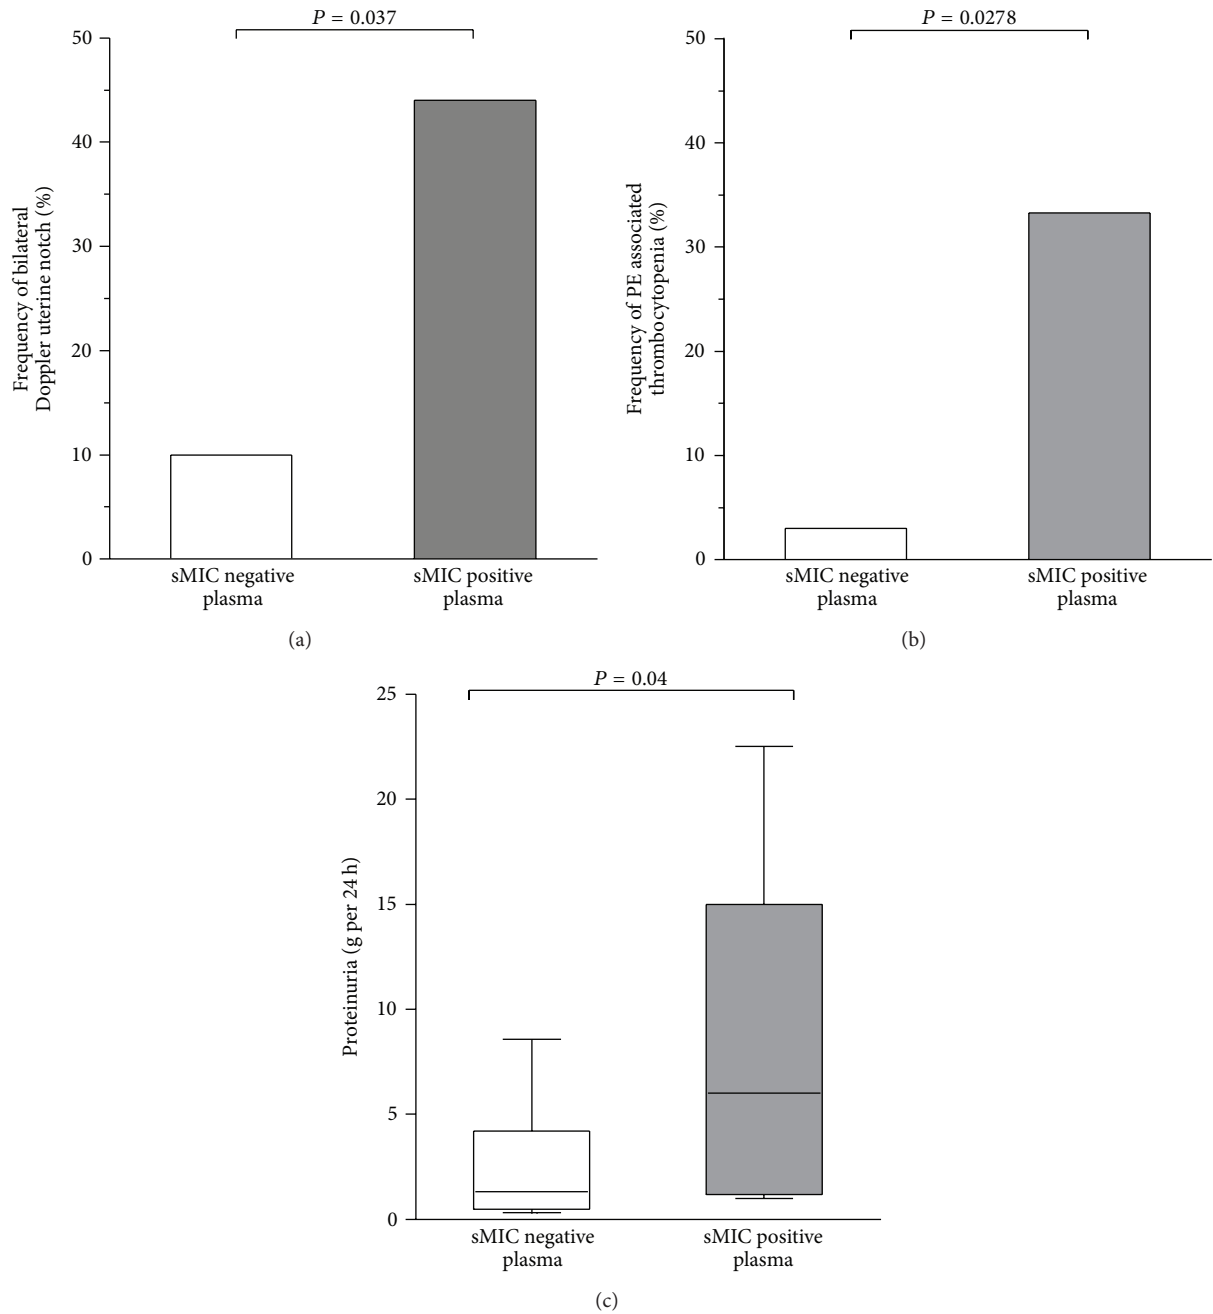 P = 0.037
50
40
30
20
10
0
Frequency of bilateral
Doppler uterine notch (%)
sMIC negative
plasma
sMIC positive
plasma
(a)
P = 0.0278
50
40
30
20
10
0
Frequency of PE associated
thrombocytopenia (%)
sMIC negative
plasma
sMIC positive
plasma
(b)
P = 0.04
25
20
15
10
5
0
Proteinuria (g per 24 h)
sMIC negative
plasma
sMIC positive
plasma
(c)